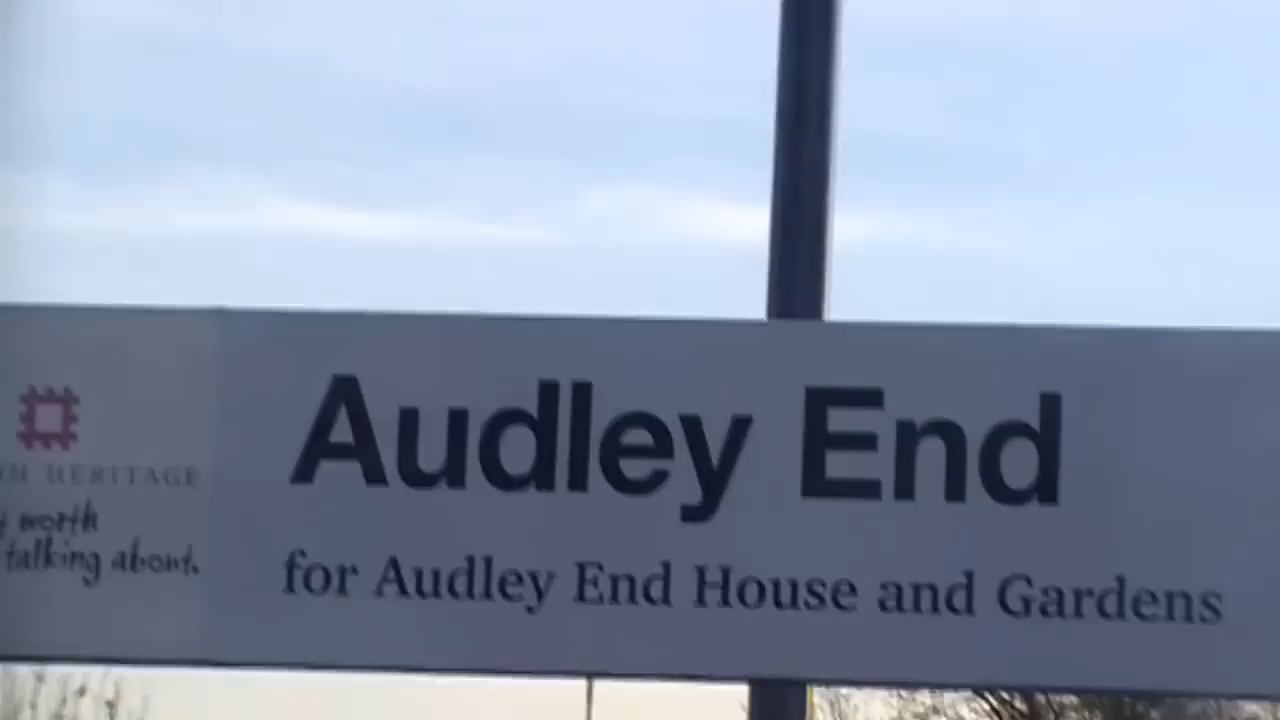 Audley End
for Audley End House and Gardens
HERITAGE
worth
talking about.